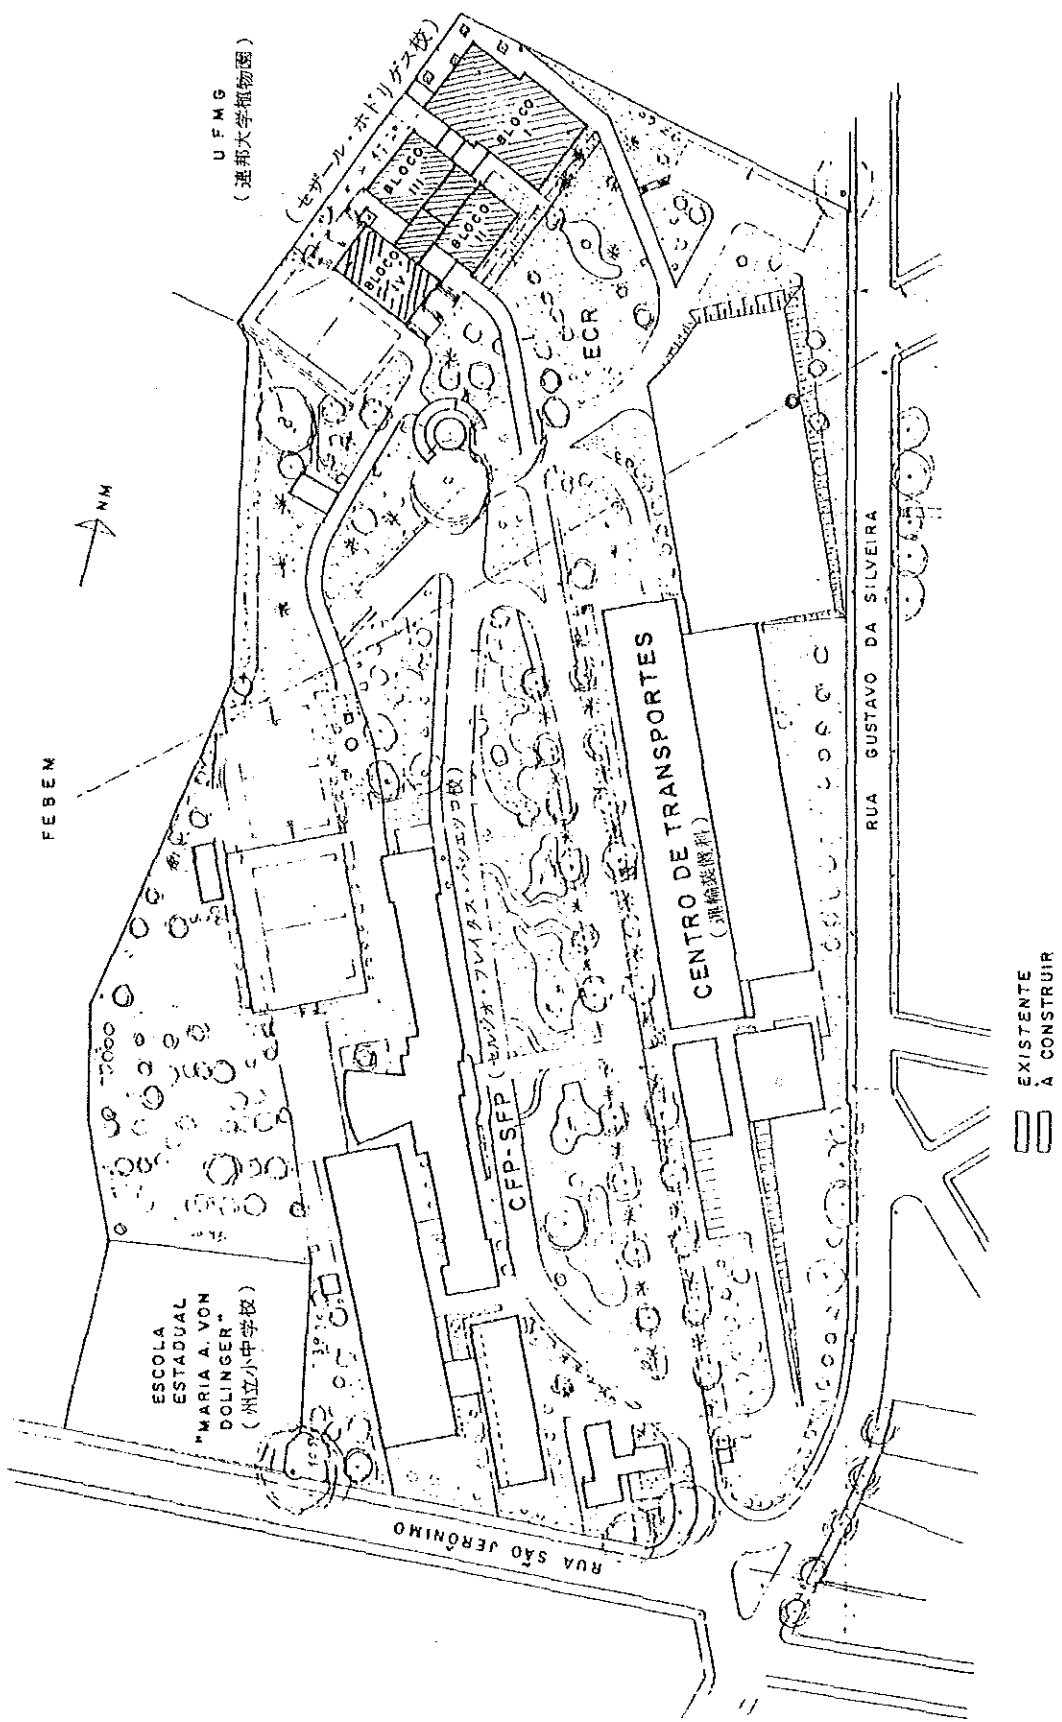 UFMG
(連邦大学植物園)
(セザール・ホドリゲス校)
BLOCO
I
BLOCO
III
BLOCO
II
BLOCO
IV
ECR
NM
FEBEM
CENTRO DE TRANSPORTES
(運輸装備科)
RUA GUSTAVO DA SILVEIRA
CFP-SFP (セルジオ・フレイタス・パシェッコ校)
ESCOLA
ESTADUAL
"MARIA A. VON
DOLINGER"
(州立小中学校)
RUA SÃO JERÔNIMO
EXISTENTE
A CONSTRUIR